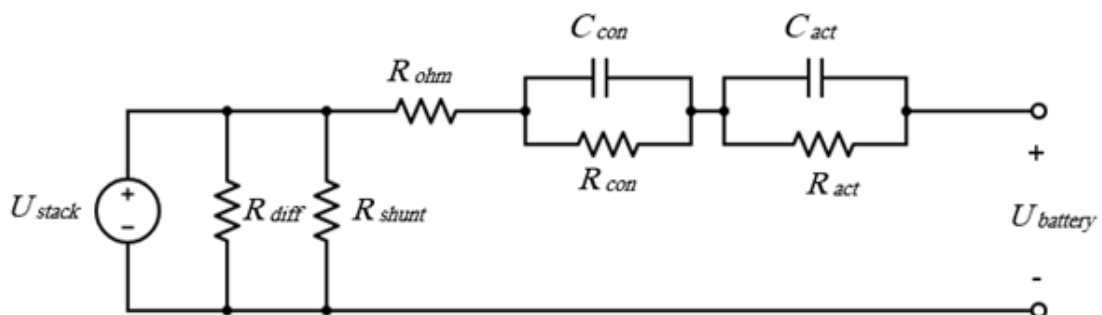 C con
C act
R ohm
R con
R act
+
U stack
+
−
R diff
R shunt
U battery
-